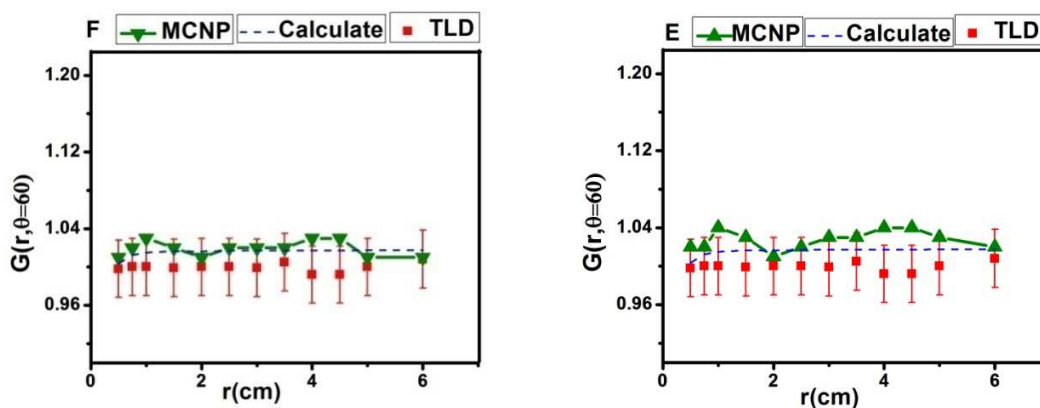 F MCNP Calculate TLD
1.20
1.12
1.04
0.96
G(r,θ=60)
0 2 4 6
r(cm)
E MCNP Calculate TLD
1.20
1.12
1.04
0.96
G(r,θ=60)
0 2 4 6
r(cm)